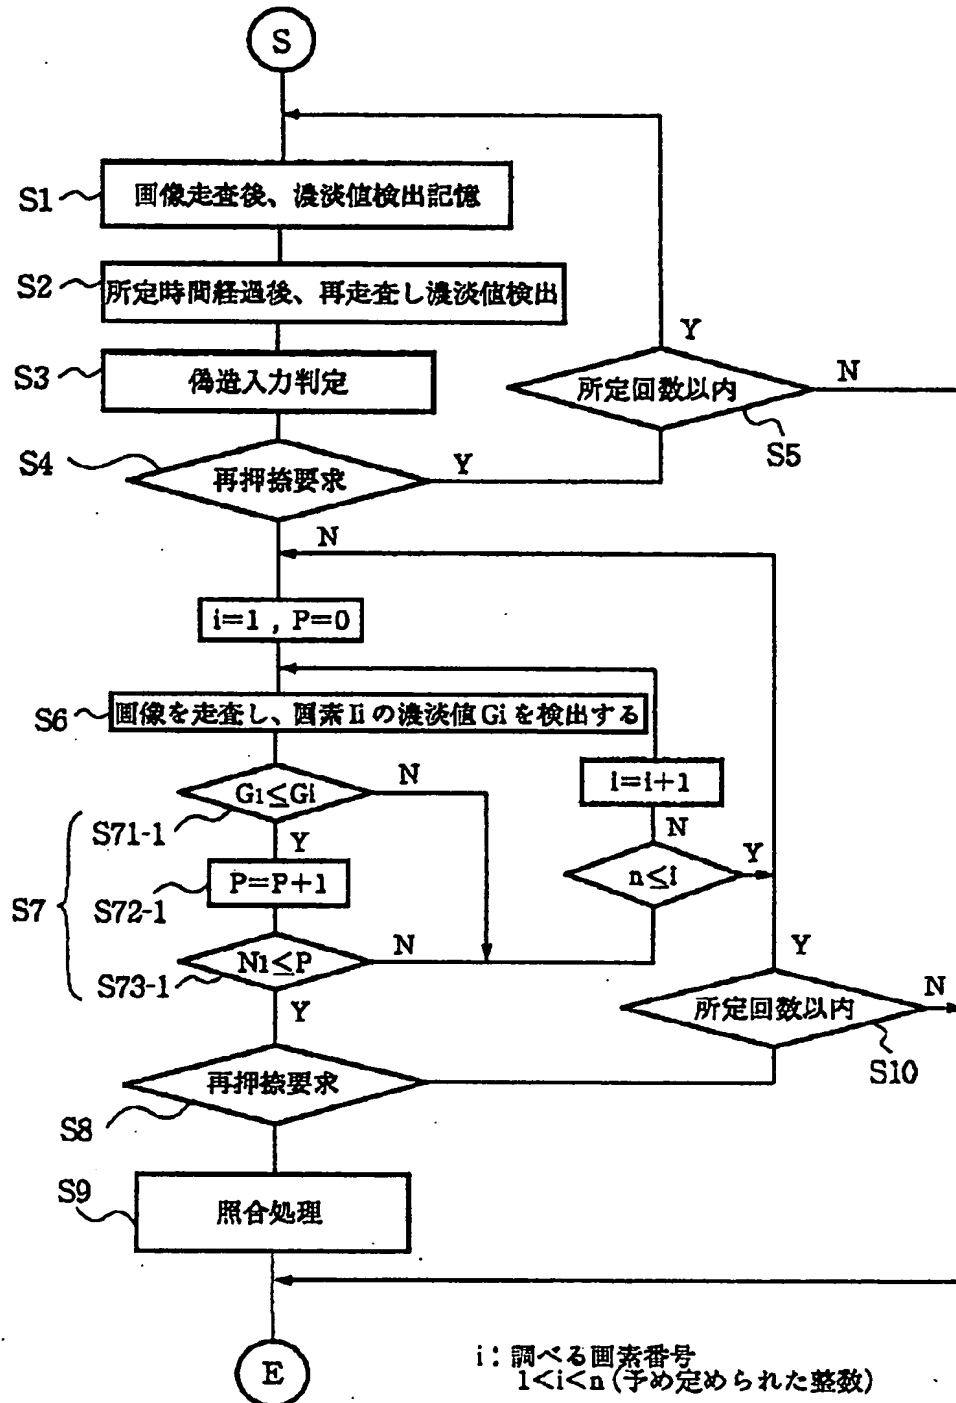 S
S1
画像走査後、濃淡値検出記憶
S2
所定時間経過後、再走査し濃淡値検出
S3
偽造入力判定
Y
所定回数以内
N
S5
S4
再押捺要求
Y
N
i=1 , P=0
S6
画像を走査し、画素Iiの濃淡値Giを検出する
G1≤Gi
N
i=i+1
S71-1
Y
N
n≤i
Y
S7
S72-1
P=P+1
N1≤P
N
S73-1
Y
Y
所定回数以内
N
S10
再押捺要求
S8
S9
照合処理
E
i：調べる画素番号
1<i<n (予め定められた整数)